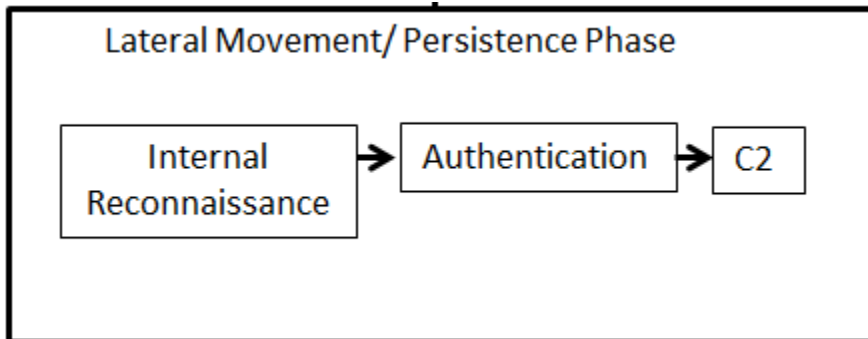 Lateral Movement/ Persistence Phase
Internal
Reconnaissance
Authentication
C2